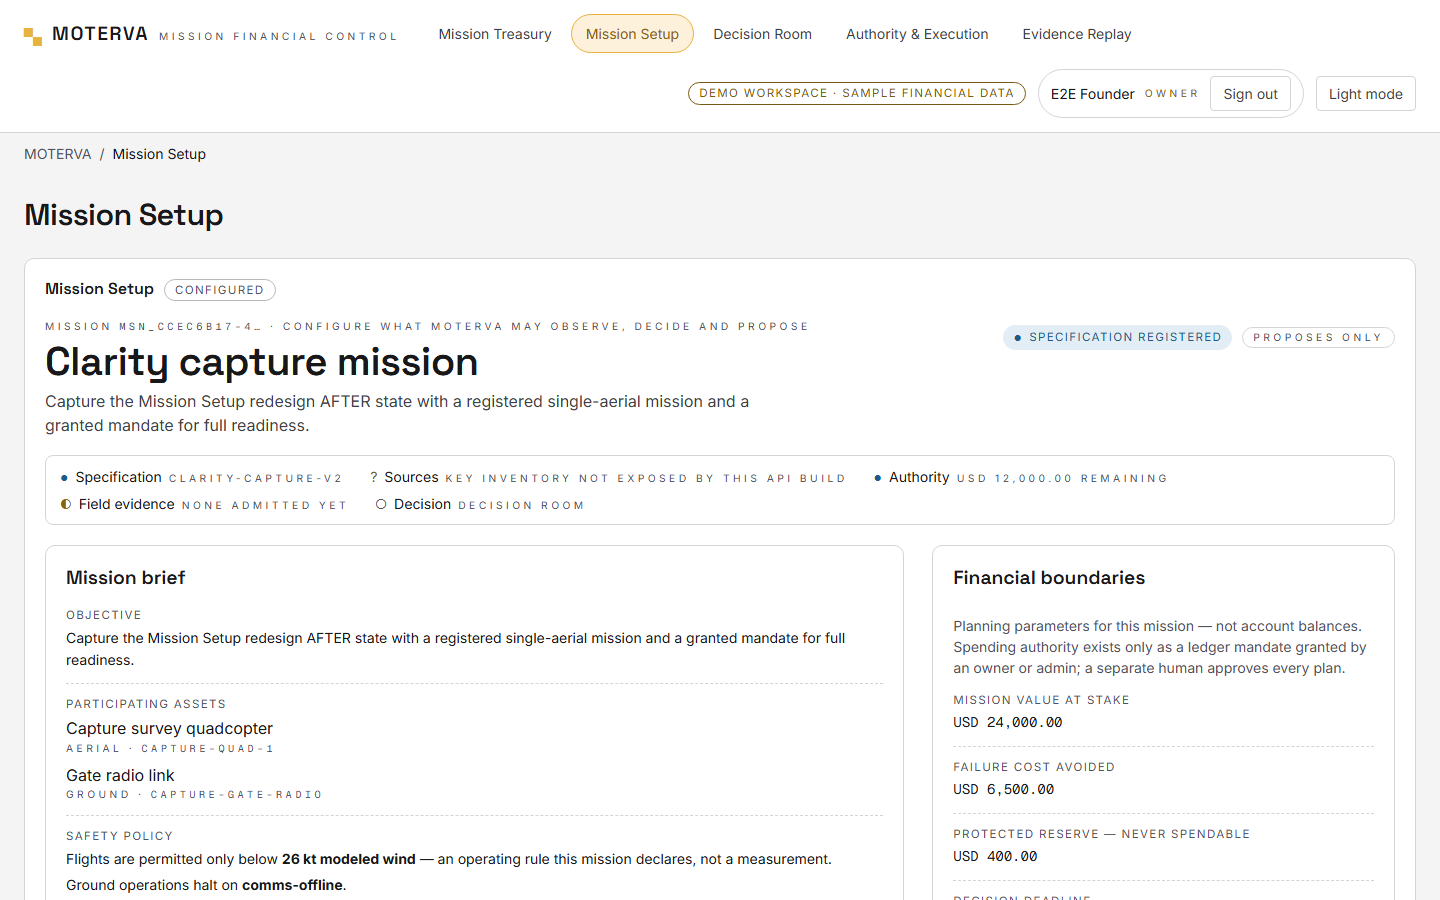 MOTERVA MISSION FINANCIAL CONTROL
Mission Treasury
Mission Setup
Decision Room
Authority & Execution
Evidence Replay
DEMO WORKSPACE · SAMPLE FINANCIAL DATA
E2E Founder OWNER
Sign out
Light mode
MOTERVA / Mission Setup
Mission Setup
Mission Setup CONFIGURED
MISSION MSN_CCEC6B17-4… · CONFIGURE WHAT MOTERVA MAY OBSERVE, DECIDE AND PROPOSE
● SPECIFICATION REGISTERED
PROPOSES ONLY
Clarity capture mission
Capture the Mission Setup redesign AFTER state with a registered single-aerial mission and a
granted mandate for full readiness.
● Specification CLARITY-CAPTURE-V2
? Sources KEY INVENTORY NOT EXPOSED BY THIS API BUILD
● Authority USD 12,000.00 REMAINING
◐ Field evidence NONE ADMITTED YET
○ Decision DECISION ROOM
Mission brief
OBJECTIVE
Capture the Mission Setup redesign AFTER state with a registered single-aerial mission and a granted mandate for full
readiness.
PARTICIPATING ASSETS
Capture survey quadcopter
AERIAL · CAPTURE-QUAD-1
Gate radio link
GROUND · CAPTURE-GATE-RADIO
SAFETY POLICY
Flights are permitted only below 26 kt modeled wind — an operating rule this mission declares, not a measurement.
Ground operations halt on comms-offline.
Financial boundaries
Planning parameters for this mission — not account balances.
Spending authority exists only as a ledger mandate granted by
an owner or admin; a separate human approves every plan.
MISSION VALUE AT STAKE
USD 24,000.00
FAILURE COST AVOIDED
USD 6,500.00
PROTECTED RESERVE — NEVER SPENDABLE
USD 400.00
DECISION DEADLINE